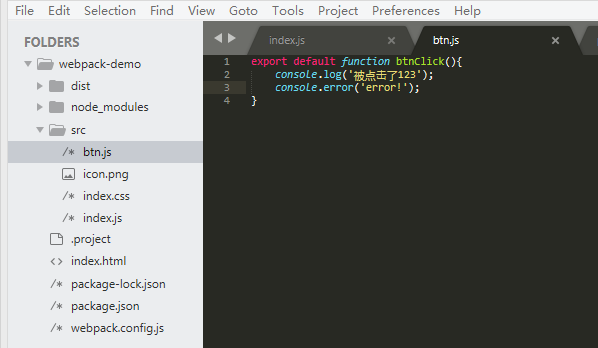 File Edit Selection Find View Goto Tools Project Preferences Help
FOLDERS
webpack-demo
dist
node_modules
src
/* btn.js
icon.png
/* index.css
/* index.js
.project
<> index.html
/* package-lock.json
/* package.json
/* webpack.config.js
index.js × btn.js ×
1 export default function btnClick(){
2 console.log('被点击了123');
3 console.error('error!');
4 }